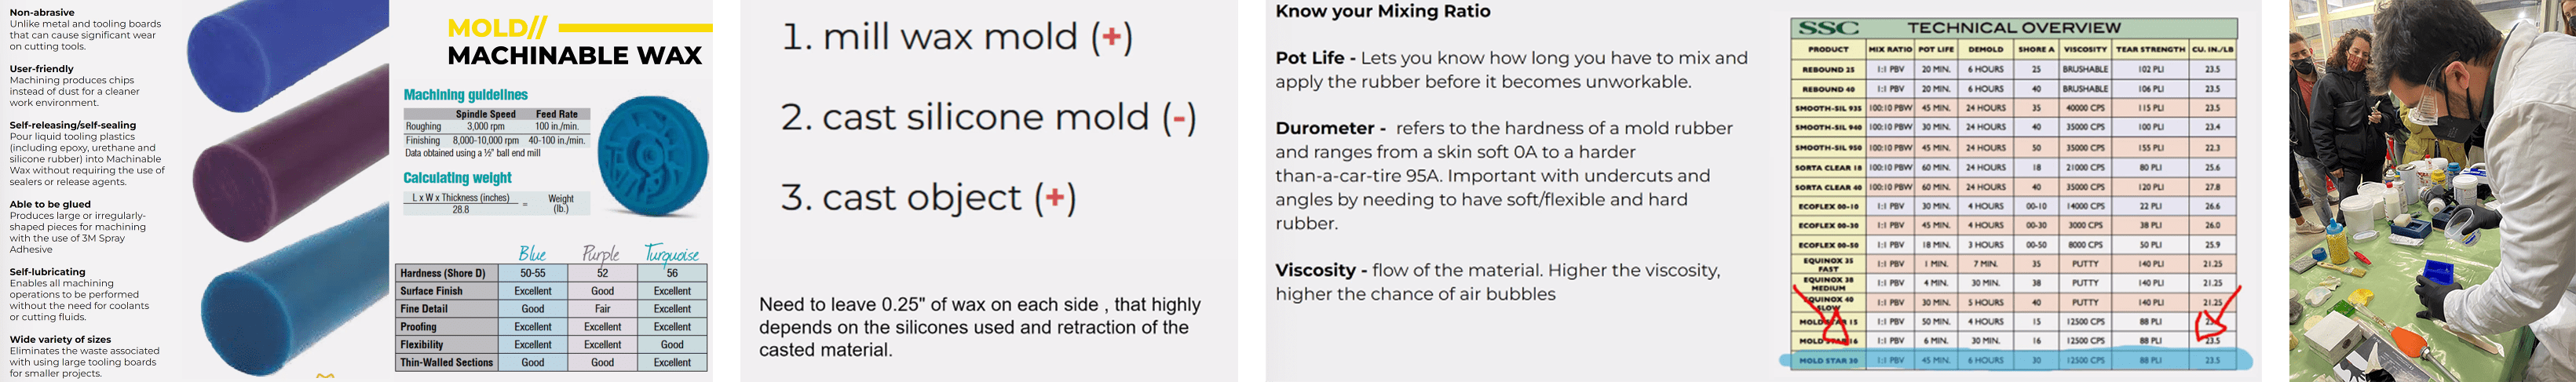 Non-abrasive
Unlike metal and tooling boards
that can cause significant wear
on cutting tools.
User-friendly
Machining produces chips
instead of dust for a cleaner
work environment.
Self-releasing/self-sealing
Pour liquid tooling plastics
(including epoxy, urethane and
silicone rubber) into Machinable
Wax without requiring the use of
sealers or release agents.
Able to be glued
Produces large or irregularly-
shaped pieces for machining
with the use of 3M Spray
Adhesive
Self-lubricating
Enables all machining
operations to be performed
without the need for coolants
or cutting fluids.
Wide variety of sizes
Eliminates the waste associated
with using large tooling boards
for smaller projects.
MOLD//
MACHINABLE WAX
Machining guidelines
Spindle Speed Feed Rate
Roughing 3,000 rpm 100 in./min.
Finishing 8,000-10,000 rpm 40-100 in./min.
Data obtained using a ½" ball end mill
Calculating weight
L x W x Thickness (inches)
28.8
=
Weight
(lb.)
Blue Purple Turquoise
Hardness (Shore D) 50-55 52 56
Surface Finish Excellent Good Excellent
Fine Detail Good Fair Excellent
Proofing Excellent Excellent Excellent
Flexibility Excellent Excellent Good
Thin-Walled Sections Good Good Excellent
1. mill wax mold (+)
2. cast silicone mold (-)
3. cast object (+)
Need to leave 0.25" of wax on each side , that highly
depends on the silicones used and retraction of the
casted material.
Know your Mixing Ratio
Pot Life - Lets you know how long you have to mix and
apply the rubber before it becomes unworkable.
Durometer - refers to the hardness of a mold rubber
and ranges from a skin soft 0A to a harder
than-a-car-tire 95A. Important with undercuts and
angles by needing to have soft/flexible and hard
rubber.
Viscosity - flow of the material. Higher the viscosity,
higher the chance of air bubbles
SSC TECHNICAL OVERVIEW
PRODUCT MIX RATIO POT LIFE DEMOLD SHORE A VISCOSITY TEAR STRENGTH CU. IN./LB
REBOUND 25 1:1 PBV 20 MIN. 6 HOURS 25 BRUSHABLE 102 PLI 23.5
REBOUND 40 1:1 PBV 20 MIN. 6 HOURS 40 BRUSHABLE 106 PLI 23.5
SMOOTH-SIL 935 100:10 PBW 45 MIN. 24 HOURS 35 40000 CPS 115 PLI 23.5
SMOOTH-SIL 940 100:10 PBW 30 MIN. 24 HOURS 40 35000 CPS 100 PLI 23.4
SMOOTH-SIL 950 100:10 PBW 45 MIN. 24 HOURS 50 35000 CPS 155 PLI 22.3
SORTA CLEAR 18 100:10 PBW 60 MIN. 24 HOURS 18 21000 CPS 80 PLI 25.6
SORTA CLEAR 40 100:10 PBW 60 MIN. 24 HOURS 40 35000 CPS 120 PLI 27.8
ECOFLEX 00-10 1:1 PBV 30 MIN. 4 HOURS 00-10 14000 CPS 22 PLI 26.6
ECOFLEX 00-30 1:1 PBV 45 MIN. 4 HOURS 00-30 3000 CPS 38 PLI 26.0
ECOFLEX 00-50 1:1 PBV 18 MIN. 3 HOURS 00-50 8000 CPS 50 PLI 25.9
EQUINOX 35 FAST 1:1 PBV 1 MIN. 7 MIN. 35 PUTTY 140 PLI 21.25
EQUINOX 38 MEDIUM 1:1 PBV 4 MIN. 30 MIN. 38 PUTTY 140 PLI 21.25
EQUINOX 40 SLOW 1:1 PBV 30 MIN. 5 HOURS 40 PUTTY 140 PLI 21.25
MOLD STAR 15 1:1 PBV 50 MIN. 4 HOURS 15 12500 CPS 88 PLI
MOLD STAR 16 1:1 PBV 6 MIN. 30 MIN. 16 12500 CPS 88 PLI 23.5
MOLD STAR 30 1:1 PBV 45 MIN. 6 HOURS 30 12500 CPS 88 PLI 23.5